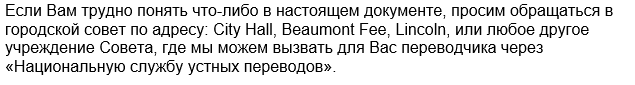 Если Вам трудно понять что-либо в настоящем документе, просим обращаться в
городской совет по адресу: City Hall, Beaumont Fee, Lincoln, или любое другое
учреждение Совета, где мы можем вызвать для Вас переводчика через
«Национальную службу устных переводов».